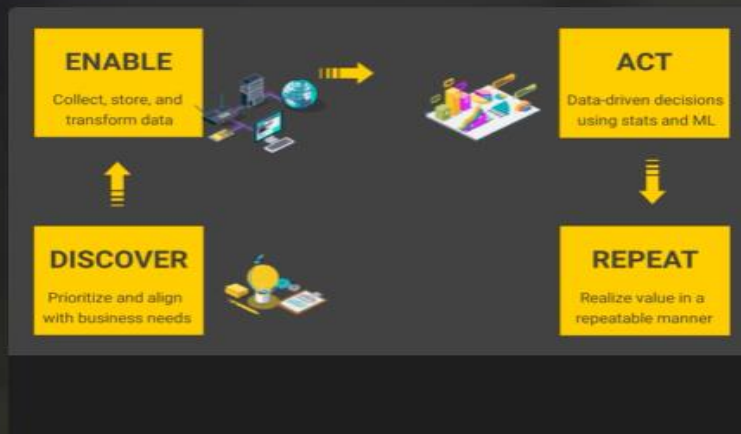 ENABLE
Collect, store, and
transform data
ACT
Data-driven decisions
using stats and ML
DISCOVER
Prioritize and align
with business needs
REPEAT
Realize value in a
repeatable manner